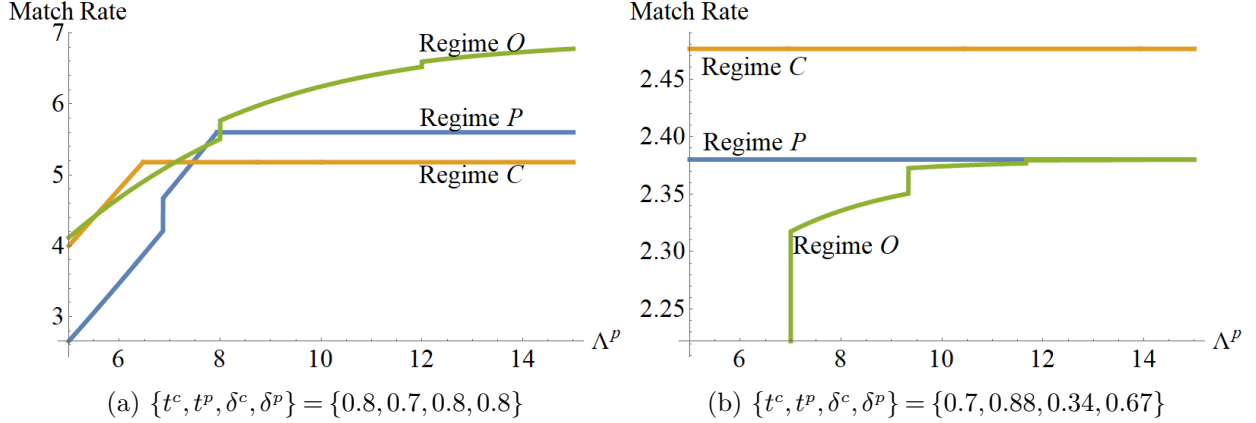 Match Rate
7
6
5
4
3
6
8
10
12
14
Λ^p
Regime O
Regime P
Regime C
(a) {t^c, t^p, δ^c, δ^p} = {0.8, 0.7, 0.8, 0.8}
Match Rate
2.45
2.40
2.35
2.30
2.25
6
8
10
12
14
Λ^p
Regime C
Regime P
Regime O
(b) {t^c, t^p, δ^c, δ^p} = {0.7, 0.88, 0.34, 0.67}